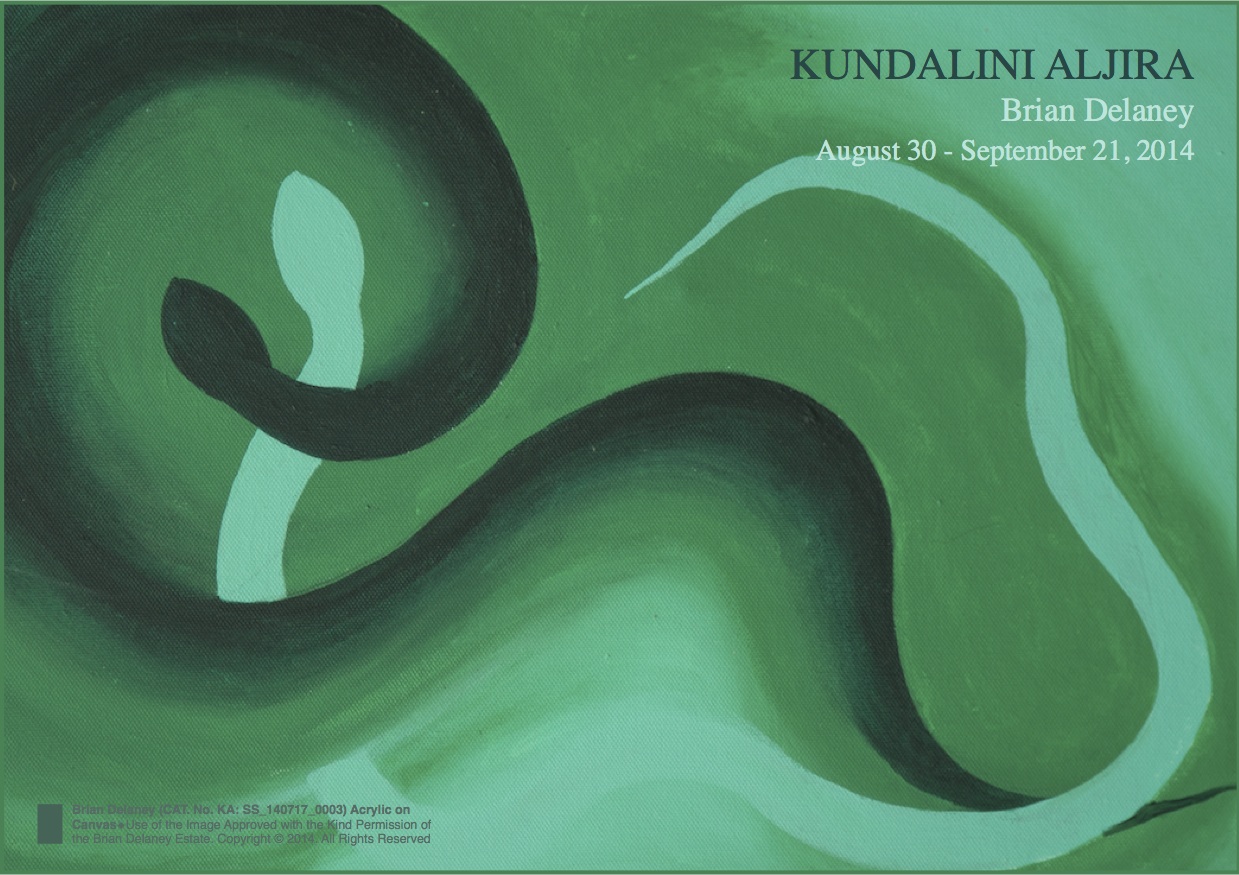 KUNDALINI ALJIRA
Brian Delaney
August 30 - September 21, 2014
Brian Delaney (CAT. No. KA: SS_140717_0003) Acrylic on
Canvas●Use of the Image Approved with the Kind Permission of
the Brian Delaney Estate. Copyright © 2014. All Rights Reserved